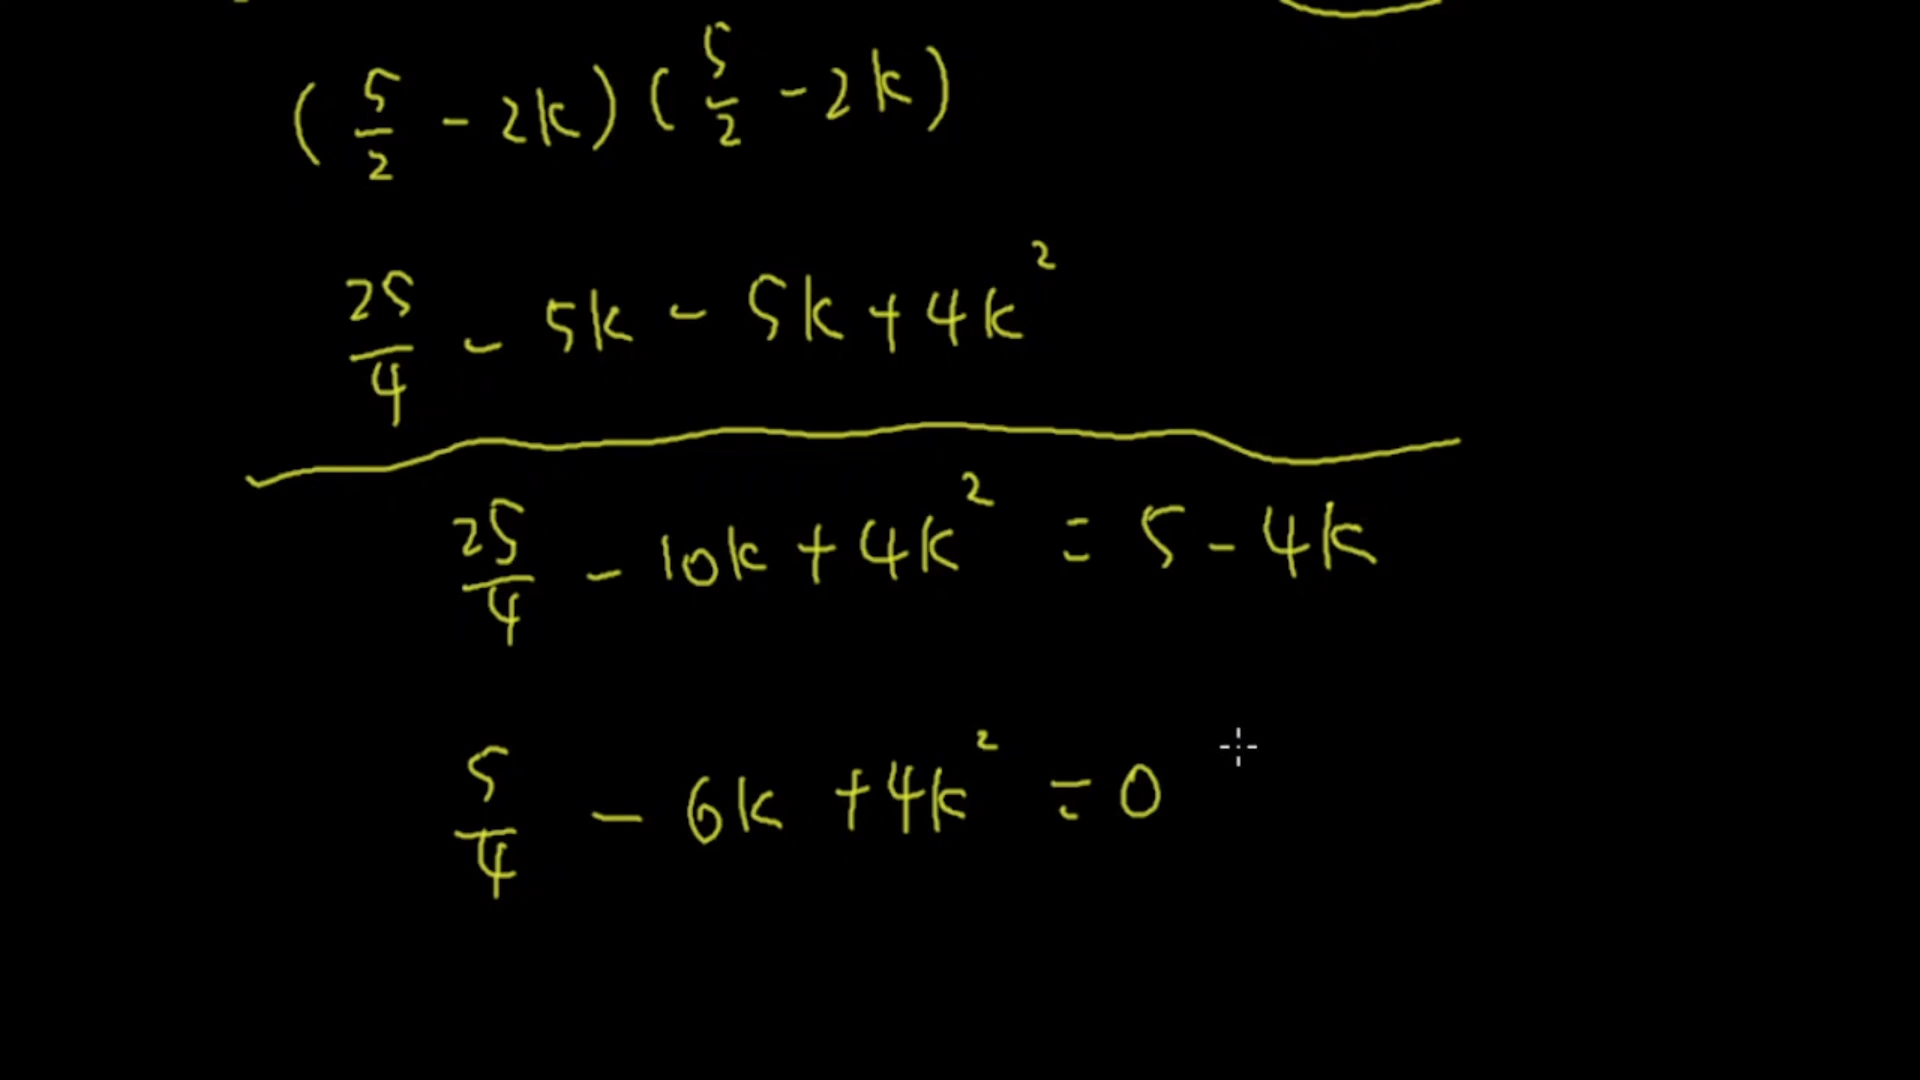 (5/2 - 2k)(5/2 - 2k)
25/4 - 5k - 5k + 4k²
25/4 - 10k + 4k² = 5 - 4k
5/4 - 6k + 4k² = 0